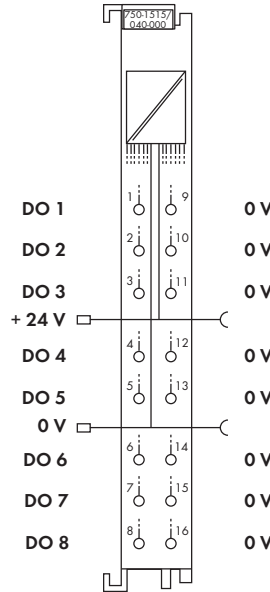 750-1515/
040-000
DO 1 1 9 0 V
DO 2 2 10 0 V
DO 3 3 11 0 V
+ 24 V
DO 4 4 12 0 V
DO 5 5 13 0 V
0 V
DO 6 6 14 0 V
DO 7 7 15 0 V
DO 8 8 16 0 V